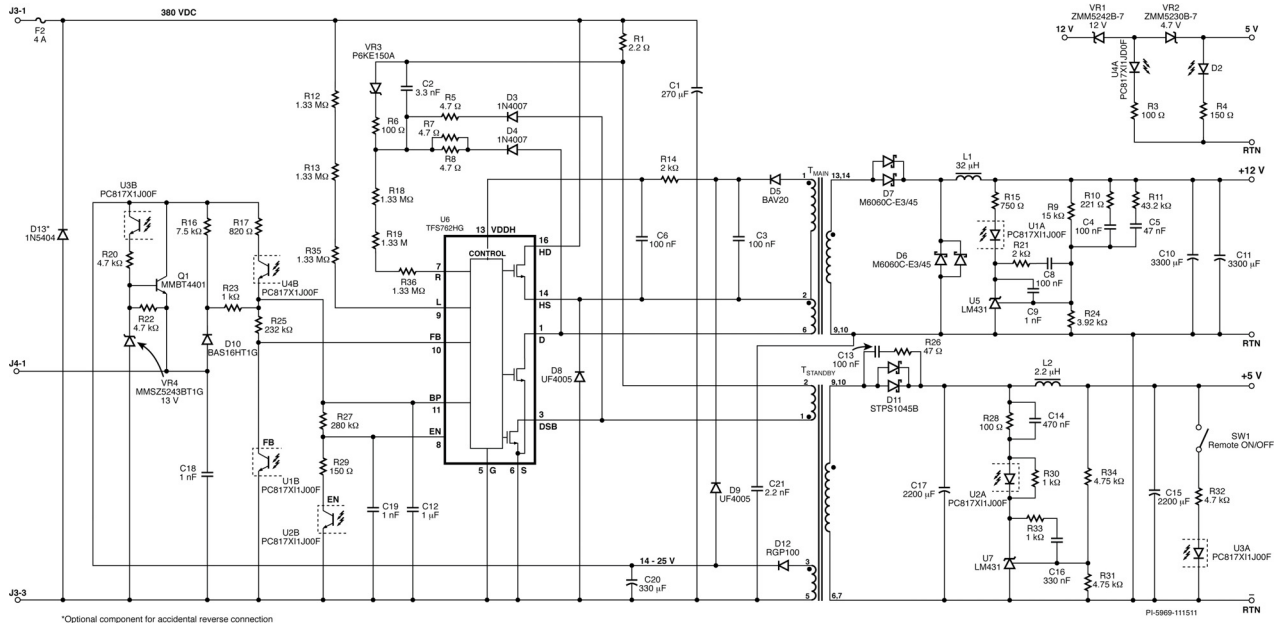 J3-1
F2
4 A
380 VDC
D13*
1N5404
U3B
PC817X1J00F
R20
4.7 kΩ
R16
7.5 kΩ
R17
820 Ω
Q1
MMBT4401
U4B
PC817X1J00F
R22
4.7 kΩ
R23
1 kΩ
R25
232 kΩ
D10
BAS16HT1G
J4-1
VR4
MMSZ5243BT1G
13 V
C18
1 nF
FB
U1B
PC817XI1J00F
R27
280 kΩ
R29
150 Ω
EN
U2B
PC817XI1J00F
C19
1 nF
C12
1 µF
J3-3
*Optional component for accidental reverse connection
R12
1.33 MΩ
R13
1.33 MΩ
R35
1.33 MΩ
VR3
P6KE150A
C2
3.3 nF
R6
100 Ω
R5
4.7 Ω
R7
4.7 Ω
R8
4.7 Ω
D3
1N4007
D4
1N4007
R18
1.33 MΩ
R19
1.33 M
R36
1.33 MΩ
R1
2.2 Ω
C1
270 µF
U6
TFS762HG
13
VDDH
CONTROL
16
HD
7
R
14
HS
L
9
1
D
FB
10
BP
11
3
DSB
EN
8
5
G
6
S
D8
UF4005
C6
100 nF
R14
2 kΩ
C3
100 nF
D5
BAV20
D9
UF4005
C21
2.2 nF
D12
RGP100
14 - 25 V
C20
330 µF
TMAIN
1
13,14
2
6
9,10
D7
M6060C-E3/45
L1
32 µH
D6
M6060C-E3/45
R15
750 Ω
U1A
PC817XI1J00F
R21
2 kΩ
C8
100 nF
C9
1 nF
U5
LM431
R9
15 kΩ
R10
221 Ω
C4
100 nF
R11
43.2 kΩ
C5
47 nF
R24
3.92 kΩ
C10
3300 µF
C11
3300 µF
+12 V
RTN
VR1
ZMM5242B-7
12 V
VR2
ZMM5230B-7
4.7 V
12 V
5 V
U4A
PC817XI1JD0F
D2
R3
100 Ω
R4
150 Ω
RTN
TSTANDBY
2
9,10
1
3
5
6,7
C13
100 nF
R26
47 Ω
D11
STPS1045B
L2
2.2 µH
C17
2200 µF
R28
100 Ω
C14
470 nF
U2A
PC817XI1J00F
R30
1 kΩ
R33
1 kΩ
U7
LM431
C16
330 nF
R34
4.75 kΩ
R31
4.75 kΩ
C15
2200 µF
+5 V
SW1
Remote ON/OFF
R32
4.7 kΩ
U3A
PC817XI1J00F
RTN
PI-5969-111511